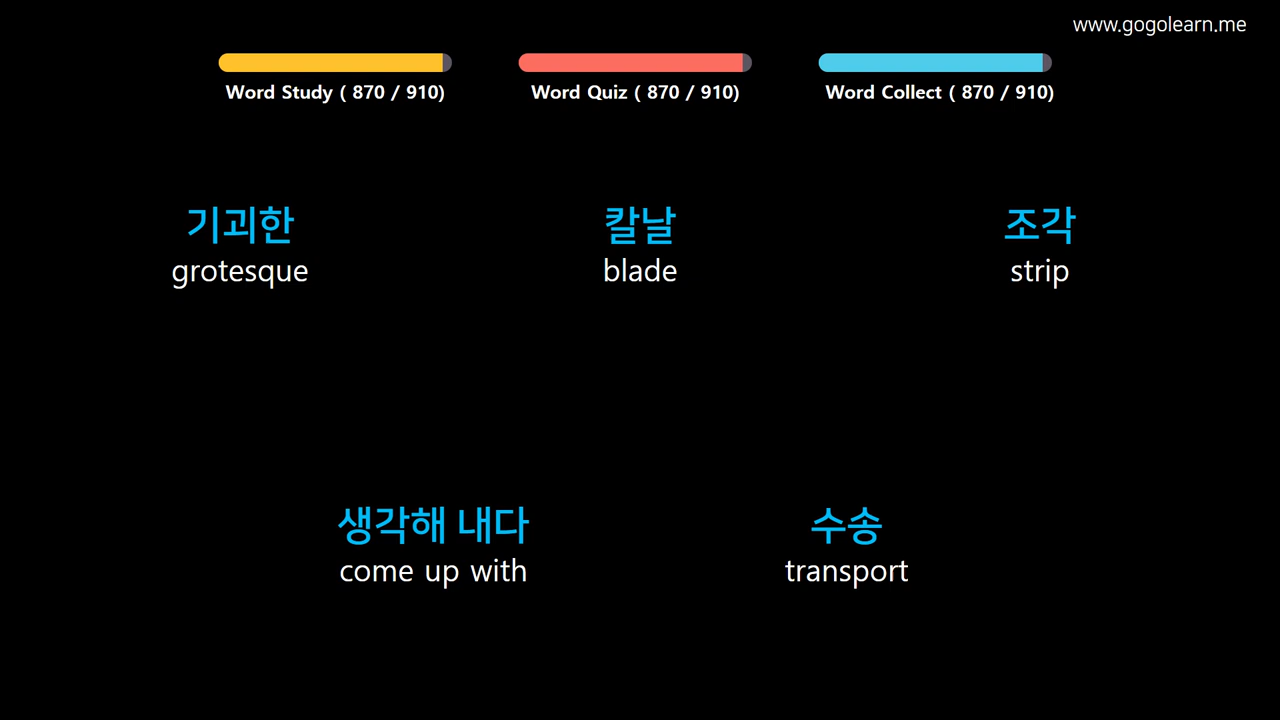 www.gogolearn.me
Word Study ( 870 / 910)
Word Quiz ( 870 / 910)
Word Collect ( 870 / 910)
기괴한
grotesque
칼날
blade
조각
strip
생각해 내다
come up with
수송
transport